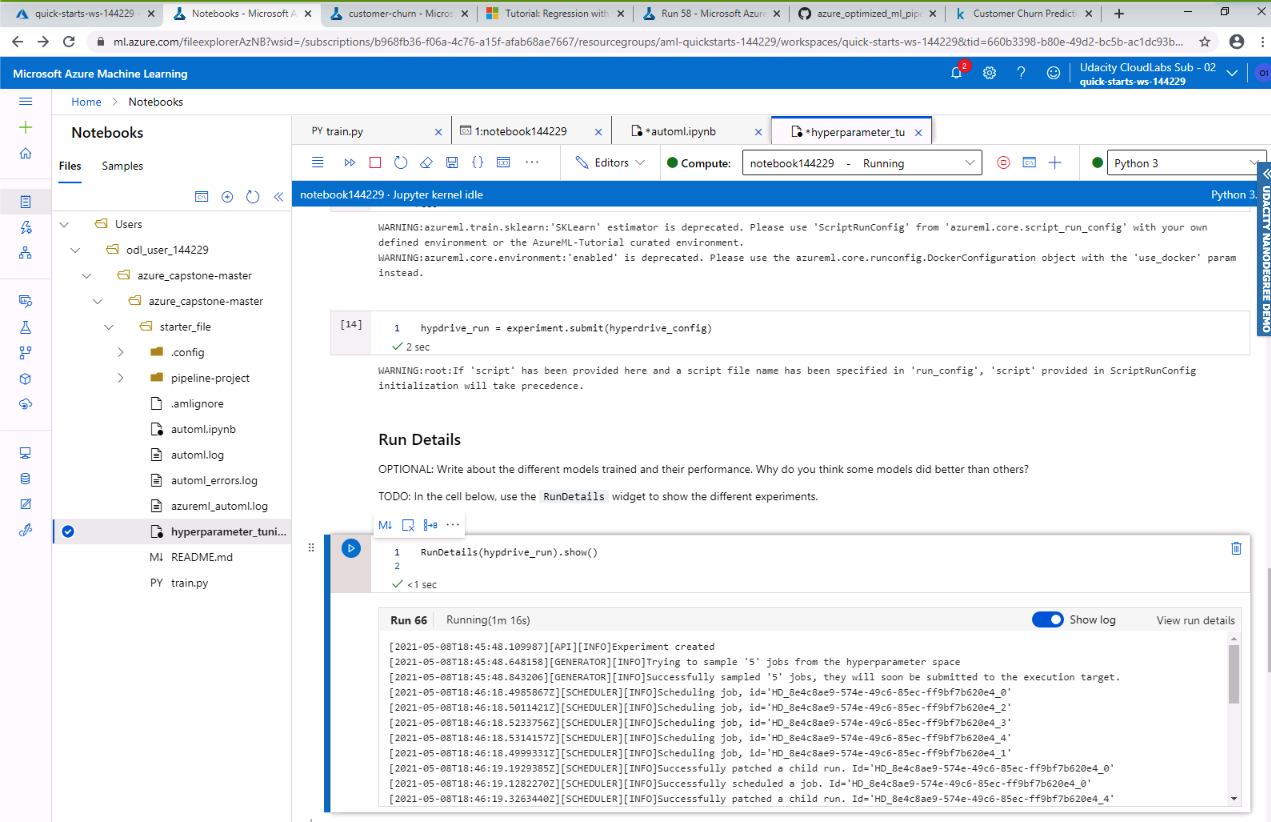 quick-starts-ws-144229
Notebooks - Microsoft A
customer-churn - Micros
Tutorial: Regression with
Run 58 - Microsoft Azure
azure_optimized_ml_pip
Customer Churn Predicti
ml.azure.com/fileexplorerAzNB?wsid=/subscriptions/b968fb36-f06a-4c76-a15f-afab68ae7667/resourcegroups/aml-quickstarts-144229/workspaces/quick-starts-ws-144229&tid=660b3398-b80e-49d2-bc5b-ac1dc93b...
Microsoft Azure Machine Learning
2
Udacity CloudLabs Sub - 02
quick-starts-ws-144229
Home > Notebooks
Notebooks
Files Samples
Users
odl_user_144229
azure_capstone-master
azure_capstone-master
starter_file
.config
pipeline-project
.amlignore
automl.ipynb
automl.log
automl_errors.log
azureml_automl.log
hyperparameter_tuni...
M↓ README.md
PY train.py
PY train.py
1:notebook144229
*automl.ipynb
*hyperparameter_tu
Editors
Compute:
notebook144229 - Running
Python 3
notebook144229 · Jupyter kernel idle
Python 3.
UDACITY NANODEGREE DEMO
WARNING:azureml.train.sklearn:'SKLearn' estimator is deprecated. Please use 'ScriptRunConfig' from 'azureml.core.script_run_config' with your own
defined environment or the AzureML-Tutorial curated environment.
WARNING:azureml.core.environment:'enabled' is deprecated. Please use the azureml.core.runconfig.DockerConfiguration object with the 'use_docker' param
instead.
[14]
1 hypdrive_run = experiment.submit(hyperdrive_config)
2 sec
WARNING:root:If 'script' has been provided here and a script file name has been specified in 'run_config', 'script' provided in ScriptRunConfig
initialization will take precedence.
Run Details
OPTIONAL: Write about the different models trained and their performance. Why do you think some models did better than others?
TODO: In the cell below, use the RunDetails widget to show the different experiments.
M↓
1 RunDetails(hypdrive_run).show()
2
<1 sec
Run 66 Running(1m 16s) Show log View run details
[2021-05-08T18:45:48.109987][API][INFO]Experiment created
[2021-05-08T18:45:48.648158][GENERATOR][INFO]Trying to sample '5' jobs from the hyperparameter space
[2021-05-08T18:45:48.843206][GENERATOR][INFO]Successfully sampled '5' jobs, they will soon be submitted to the execution target.
[2021-05-08T18:46:18.4985867Z][SCHEDULER][INFO]Scheduling job, id='HD_8e4c8ae9-574e-49c6-85ec-ff9bf7b620e4_0'
[2021-05-08T18:46:18.5011421Z][SCHEDULER][INFO]Scheduling job, id='HD_8e4c8ae9-574e-49c6-85ec-ff9bf7b620e4_2'
[2021-05-08T18:46:18.5233756Z][SCHEDULER][INFO]Scheduling job, id='HD_8e4c8ae9-574e-49c6-85ec-ff9bf7b620e4_3'
[2021-05-08T18:46:18.5314157Z][SCHEDULER][INFO]Scheduling job, id='HD_8e4c8ae9-574e-49c6-85ec-ff9bf7b620e4_4'
[2021-05-08T18:46:18.4999331Z][SCHEDULER][INFO]Scheduling job, id='HD_8e4c8ae9-574e-49c6-85ec-ff9bf7b620e4_1'
[2021-05-08T18:46:19.1929385Z][SCHEDULER][INFO]Successfully patched a child run. Id='HD_8e4c8ae9-574e-49c6-85ec-ff9bf7b620e4_0'
[2021-05-08T18:46:19.1282270Z][SCHEDULER][INFO]Successfully scheduled a job. Id='HD_8e4c8ae9-574e-49c6-85ec-ff9bf7b620e4_0'
[2021-05-08T18:46:19.3263440Z][SCHEDULER][INFO]Successfully patched a child run. Id='HD_8e4c8ae9-574e-49c6-85ec-ff9bf7b620e4_4'